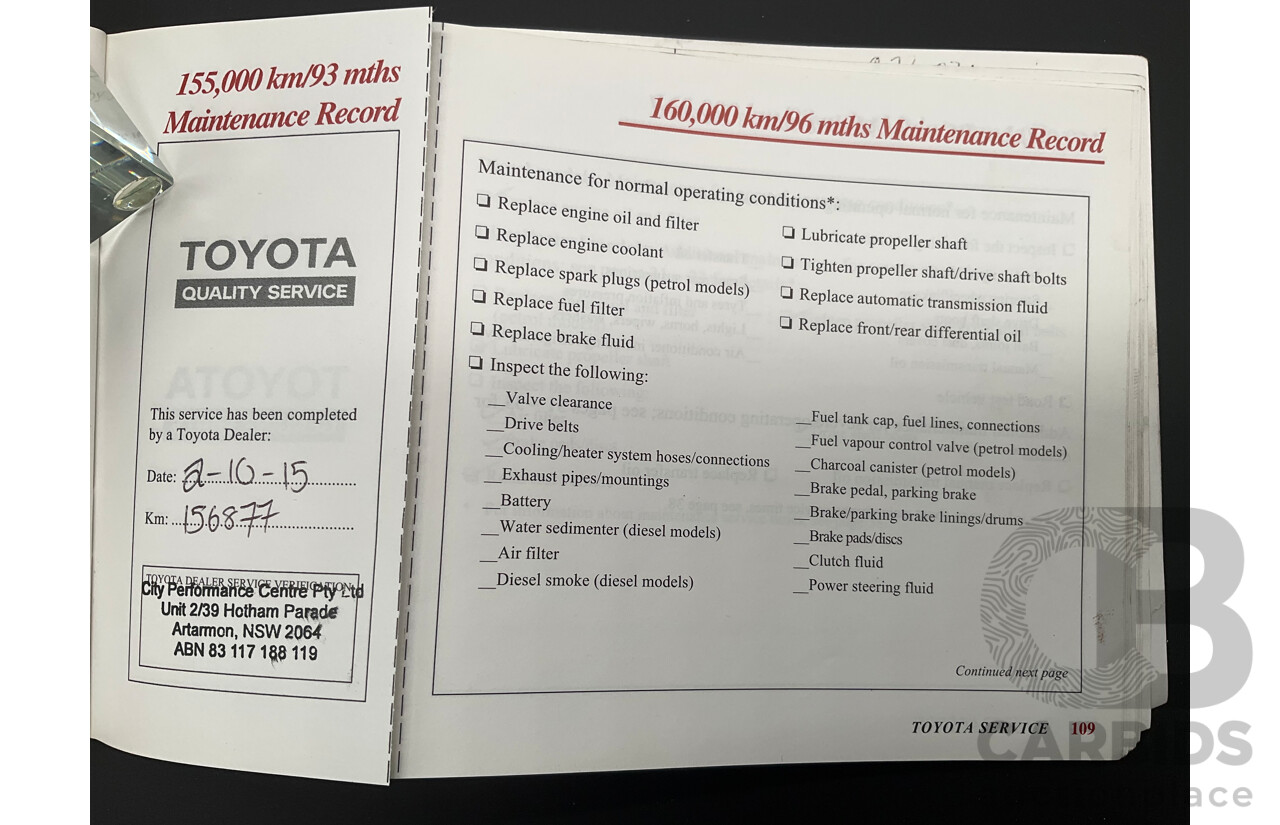 155,000 km/93 mths
Maintenance Record
TOYOTA
QUALITY SERVICE
This service has been completed
by a Toyota Dealer:
Date: 2-10-15
Km: 156877
TOYOTA DEALER SERVICE VERIFICATION
City Performance Centre Pty Ltd
Unit 2/39 Hotham Parade
Artarmon, NSW 2064
ABN 83 117 188 119
160,000 km/96 mths Maintenance Record
Maintenance for normal operating conditions*:
❏ Replace engine oil and filter
❏ Replace engine coolant
❏ Replace spark plugs (petrol models)
❏ Replace fuel filter
❏ Replace brake fluid
❏ Inspect the following:
__Valve clearance
__Drive belts
__Cooling/heater system hoses/connections
__Exhaust pipes/mountings
__Battery
__Water sedimenter (diesel models)
__Air filter
__Diesel smoke (diesel models)
❏ Lubricate propeller shaft
❏ Tighten propeller shaft/drive shaft bolts
❏ Replace automatic transmission fluid
❏ Replace front/rear differential oil
__Fuel tank cap, fuel lines, connections
__Fuel vapour control valve (petrol models)
__Charcoal canister (petrol models)
__Brake pedal, parking brake
__Brake/parking brake linings/drums
__Brake pads/discs
__Clutch fluid
__Power steering fluid
Continued next page
TOYOTA SERVICE 109
CB
CARBIDS